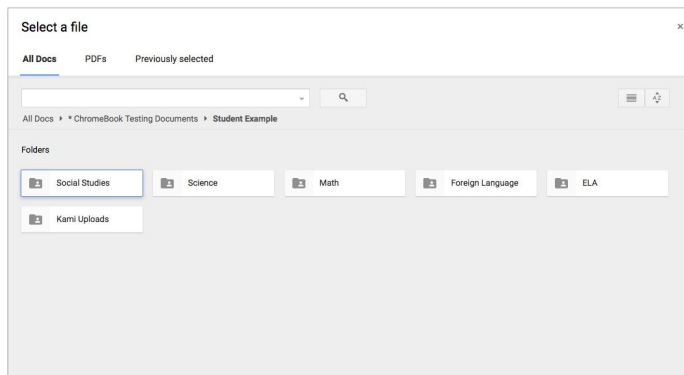 Select a file ×
All Docs PDFs Previously selected
All Docs ▸ * ChromeBook Testing Documents ▸ Student Example
Folders
Social Studies Science Math Foreign Language ELA
Kami Uploads